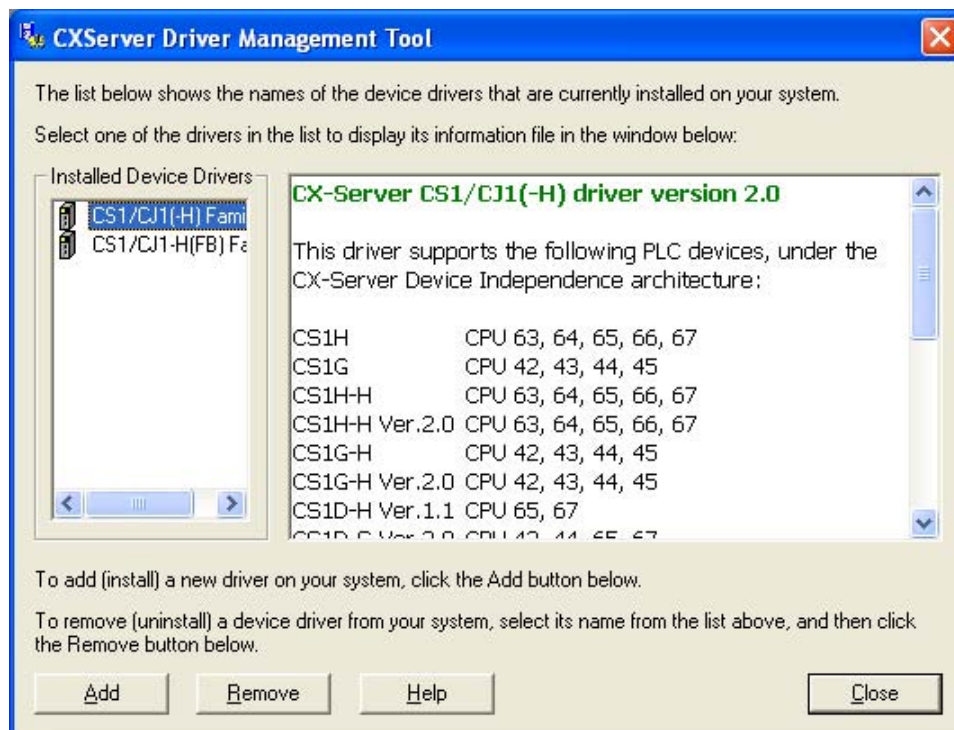 CXServer Driver Management Tool
The list below shows the names of the device drivers that are currently installed on your system.
Select one of the drivers in the list to display its information file in the window below:
Installed Device Drivers
CS1/CJ1(-H) Fami
CS1/CJ1-H(FB) Fa
CX-Server CS1/CJ1(-H) driver version 2.0
This driver supports the following PLC devices, under the
CX-Server Device Independence architecture:
CS1H CPU 63, 64, 65, 66, 67
CS1G CPU 42, 43, 44, 45
CS1H-H CPU 63, 64, 65, 66, 67
CS1H-H Ver.2.0 CPU 63, 64, 65, 66, 67
CS1G-H CPU 42, 43, 44, 45
CS1G-H Ver.2.0 CPU 42, 43, 44, 45
CS1D-H Ver.1.1 CPU 65, 67
To add (install) a new driver on your system, click the Add button below.
To remove (uninstall) a device driver from your system, select its name from the list above, and then click
the Remove button below.
Add Remove Help Close